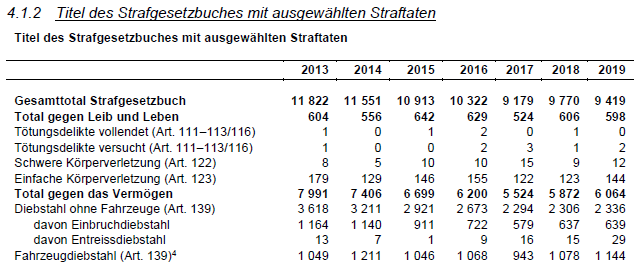 4.1.2 Titel des Strafgesetzbuches mit ausgewählten Straftaten
Titel des Strafgesetzbuches mit ausgewählten Straftaten
2013 2014 2015 2016 2017 2018 2019
Gesamttotal Strafgesetzbuch 11 822 11 551 10 913 10 322 9 179 9 770 9 419
Total gegen Leib und Leben 604 556 642 629 524 606 598
Tötungsdelikte vollendet (Art. 111–113/116) 1 0 1 2 0 1 0
Tötungsdelikte versucht (Art. 111–113/116) 1 0 0 2 3 1 2
Schwere Körperverletzung (Art. 122) 8 5 10 10 15 9 12
Einfache Körperverletzung (Art. 123) 179 129 146 155 122 123 144
Total gegen das Vermögen 7 991 7 406 6 699 6 200 5 524 5 872 6 064
Diebstahl ohne Fahrzeuge (Art. 139) 3 618 3 211 2 921 2 673 2 294 2 306 2 336
davon Einbruchdiebstahl 1 164 1 140 911 722 579 637 639
davon Entreissdiebstahl 13 7 1 9 16 15 29
Fahrzeugdiebstahl (Art. 139)4 1 049 1 211 1 046 1 068 943 1 078 1 144